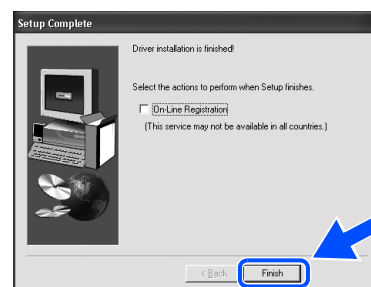 Setup Complete
Driver installation is finished!
Select the actions to perform when Setup finishes.
On-Line Registration
(This service may not be available in all countries.)
< Back
Finish